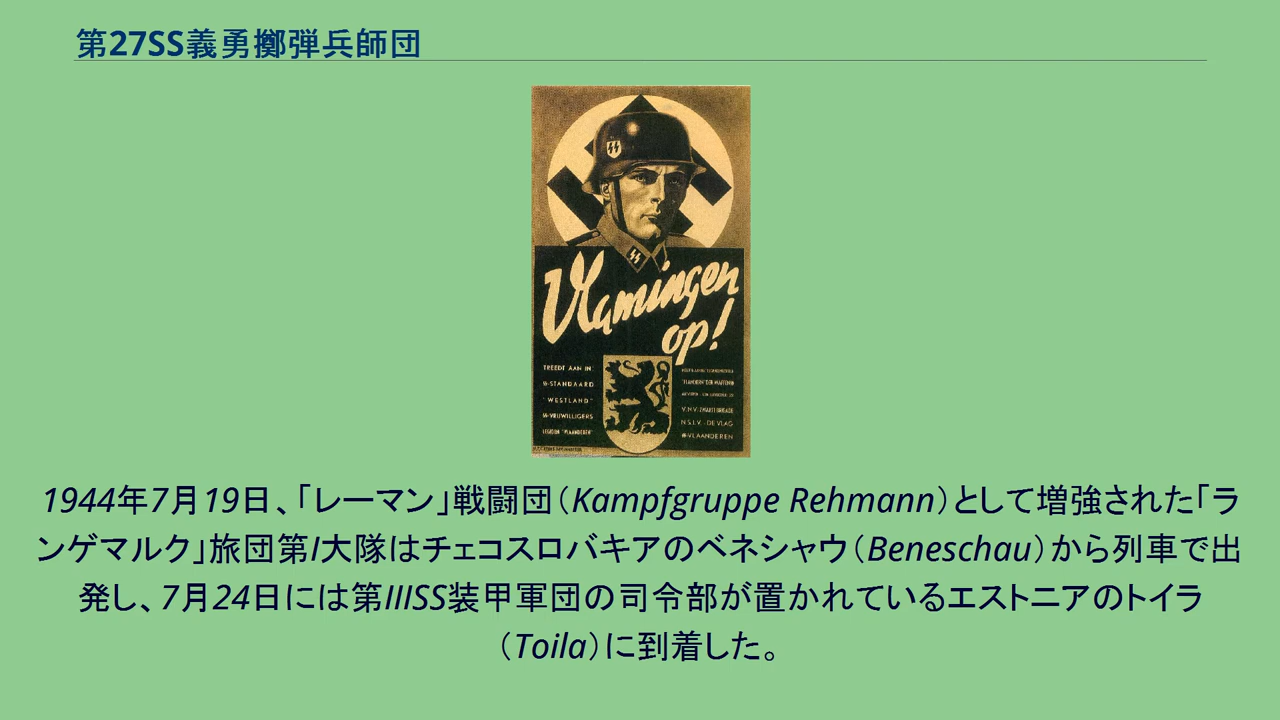 第27SS義勇擲弾兵師団
Vlamingen
op!
TREEDT AAN IN
SS-STANDAARD
"WESTLAND"
SS-VRIJWILLIGERS
LEGIOEN "VLAANDEREN"
V.N.V. ZWARTE BRIGADE
N.S.J.V. - DE VLAG
SS-VLAANDEREN
1944年7月19日、「レーマン」戦闘団（Kampfgruppe Rehmann）として増強された「ラ
ンゲマルク」旅団第I大隊はチェコスロバキアのベネシャウ（Beneschau）から列車で出
発し、7月24日には第IIISS装甲軍団の司令部が置かれているエストニアのトイラ
（Toila）に到着した。